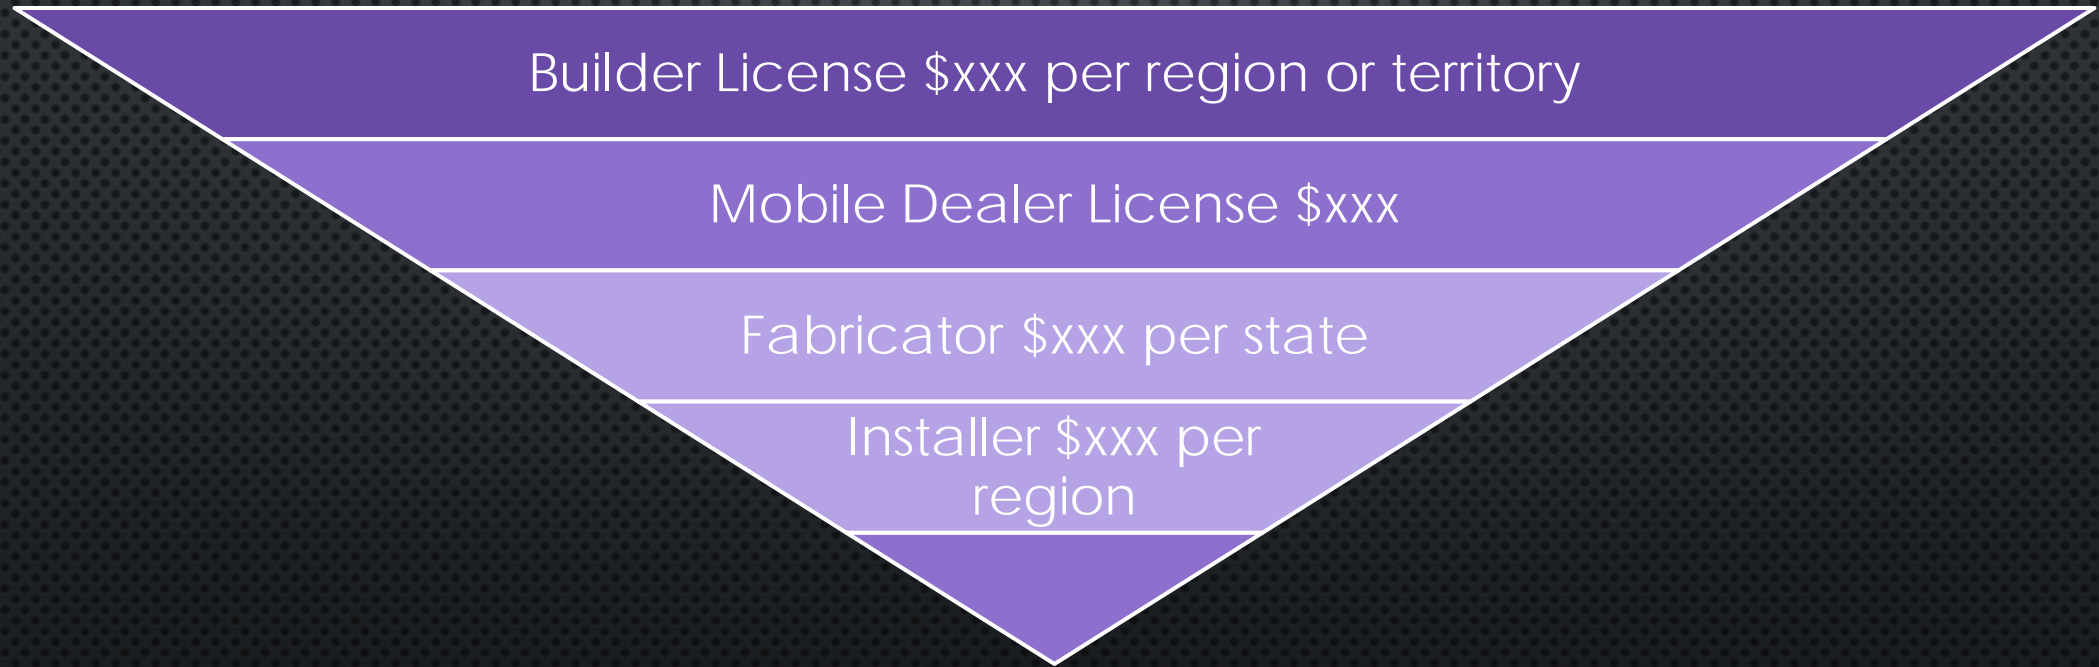 Builder License $xxx per region or territory
Mobile Dealer License $xxx
Fabricator $xxx per state
Installer $xxx per
region